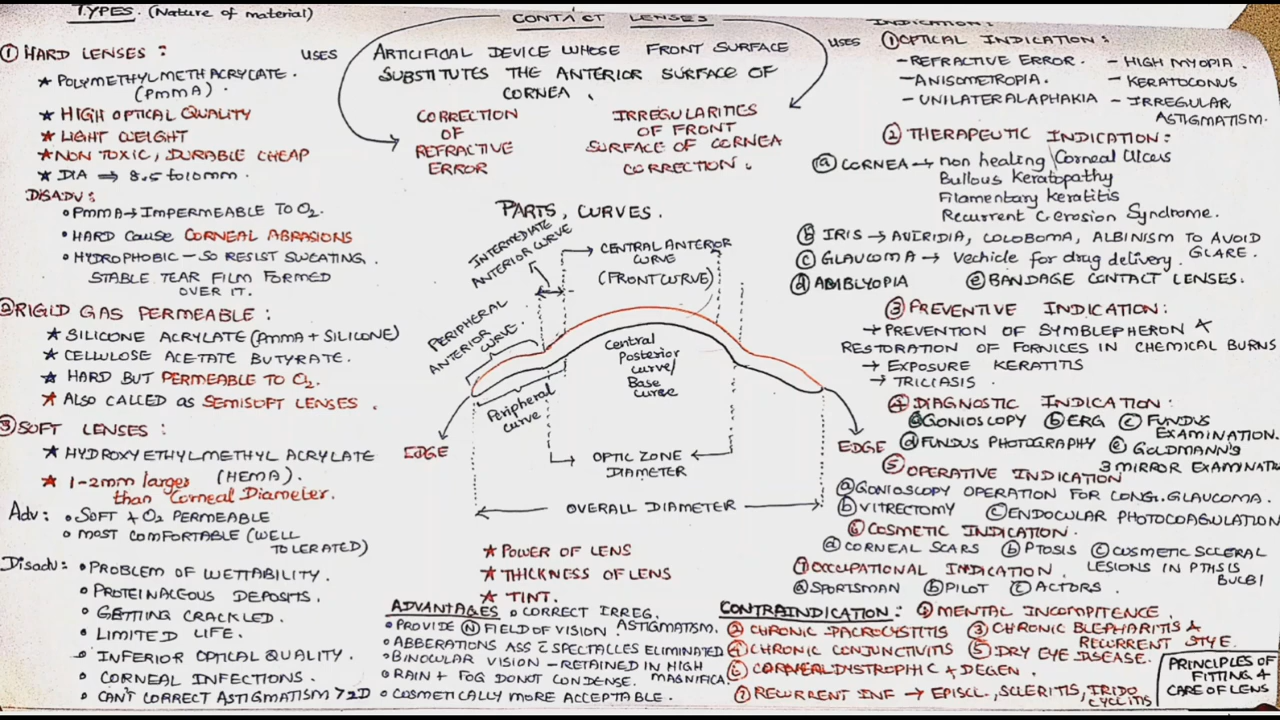 TYPES. (Nature of material)
① HARD LENSES :
★ POLYMETHYLMETHACRYLATE.
(PMMA).
★ HIGH OPTICAL QUALITY
★ LIGHT WEIGHT
★ NON TOXIC, DURABLE CHEAP
★ DIA ⇒ 8.5 to 10mm.
DISADV:
• PMMA → IMPERMEABLE TO O₂.
• HARD CAUSE CORNEAL ABRASIONS
• HYDROPHOBIC – SO RESIST SWEATING.
STABLE TEAR FILM FORMED
OVER IT.
② RIGID GAS PERMEABLE :
★ SILICONE ACRYLATE (PMMA + SILICONE)
★ CELLULOSE ACETATE BUTYRATE.
★ HARD BUT PERMEABLE TO O₂.
★ ALSO CALLED AS SEMISOFT LENSES.
③ SOFT LENSES :
★ HYDROXYETHYLMETHYL ACRYLATE
(HEMA).
★ 1-2mm larges
than Corneal Diameter.
Adv: • SOFT + O₂ PERMEABLE
• MOST COMFORTABLE (WELL
TOLERATED)
Disadv: • PROBLEM OF WETTABILITY.
• PROTEINACEOUS DEPOSITS.
• GETTING CRACKLED.
• LIMITED LIFE.
• INFERIOR OPTICAL QUALITY.
• CORNEAL INFECTIONS.
• CAN'T CORRECT ASTIGMATISM >2D
CONTACT LENSES
USES
USES
ARTICIFICIAL DEVICE WHOSE FRONT SURFACE
SUBSTITUTES THE ANTERIOR SURFACE OF
CORNEA.
CORRECTION
OF
REFRACTIVE
ERROR
IRREGULARITIES
OF FRONT
SURFACE OF CORNEA
CORRECTION.
PARTS, CURVES.
INTERMEDIATE
ANTERIOR CURVE
CENTRAL ANTERIOR
CURVE
(FRONT CURVE)
PERIPHERAL
ANTERIOR
CURVE.
Central
Posterior
curve/
Base
curve
Peripheral
curve
EDGE
EDGE
OPTIC ZONE
DIAMETER
OVERALL DIAMETER
★ POWER OF LENS
★ THICKNESS OF LENS
★ TINT.
ADVANTAGES • CORRECT IRREG.
ASTIGMATISM.
• PROVIDE Ⓝ FIELD OF VISION.
• ABBERATIONS ASS c̄ SPECTACLES ELIMINATED
• BINOCULAR VISION – RETAINED IN HIGH
• RAIN + FOG DONOT CONDENSE. MAGNIFICA
• COSMETICALLY MORE ACCEPTABLE.
INDICATION:
① OPTICAL INDICATION :
– REFRACTIVE ERROR. – HIGH MYOPIA.
– ANISOMETROPIA. – KERATOCONUS
– UNILATERAL APHAKIA – IRREGULAR
ASTIGMATISM.
② THERAPEUTIC INDICATION :
ⓐ CORNEA → non healing Corneal Ulcus
Bullous Keratopathy
Filamentary Keratitis
Recurrent C. erosion Syndrome.
ⓑ IRIS → AVIRIDIA, COLOBOMA, ALBINISM TO AVOID
GLARE.
ⓒ GLAUCOMA → Vechicle for drug delivery.
ⓓ AMBLYOPIA ⓔ BANDAGE CONTACT LENSES.
③ PREVENTIVE INDICATION :
→ PREVENTION OF SYMBLEPHERON &
RESTORATION OF FORNICES IN CHEMICAL BURNS
→ EXPOSURE KERATITIS
→ TRICIASIS.
④ DIAGNOSTIC INDICATION :
ⓐ GONIOSCOPY ⓑ ERG ⓒ FUNDUS
EXAMINATION.
ⓓ FUNDUS PHOTOGRAPHY ⓔ GOLDMANN'S
3 MIRROR EXAMINATI
⑤ OPERATIVE INDICATION
ⓐ GONIOSCOPY OPERATION FOR CONG. GLAUCOMA.
ⓑ VITRECTOMY ⓒ ENDOCULAR PHOTOCOAGULATION
⑥ COSMETIC INDICATION.
ⓐ CORNEAL SCARS ⓑ PTOSIS ⓒ COSMETIC SCLERAL
LESIONS IN PTHSIS
BULBI
⑦ OCCUPATIONAL INDICATION.
ⓐ SPORTSMAN ⓑ PILOT ⓒ ACTORS.
CONTRAINDICATION : ① MENTAL INCOMPITENCE.
② CHRONIC DACROCYSTITIS ③ CHRONIC BLEPHARITIS &
RECURRENT STYE.
④ CHRONIC CONJUNCTIVITS ⑤ DRY EYE DISEASE.
⑥ CORNEAL DYSTROPHIC + DEGEN.
⑦ RECURRENT INF → EPISCL, SCLERITIS, IRIDO
CYCLITIS
PRINCIPLES OF
FITTING &
CARE OF LENS